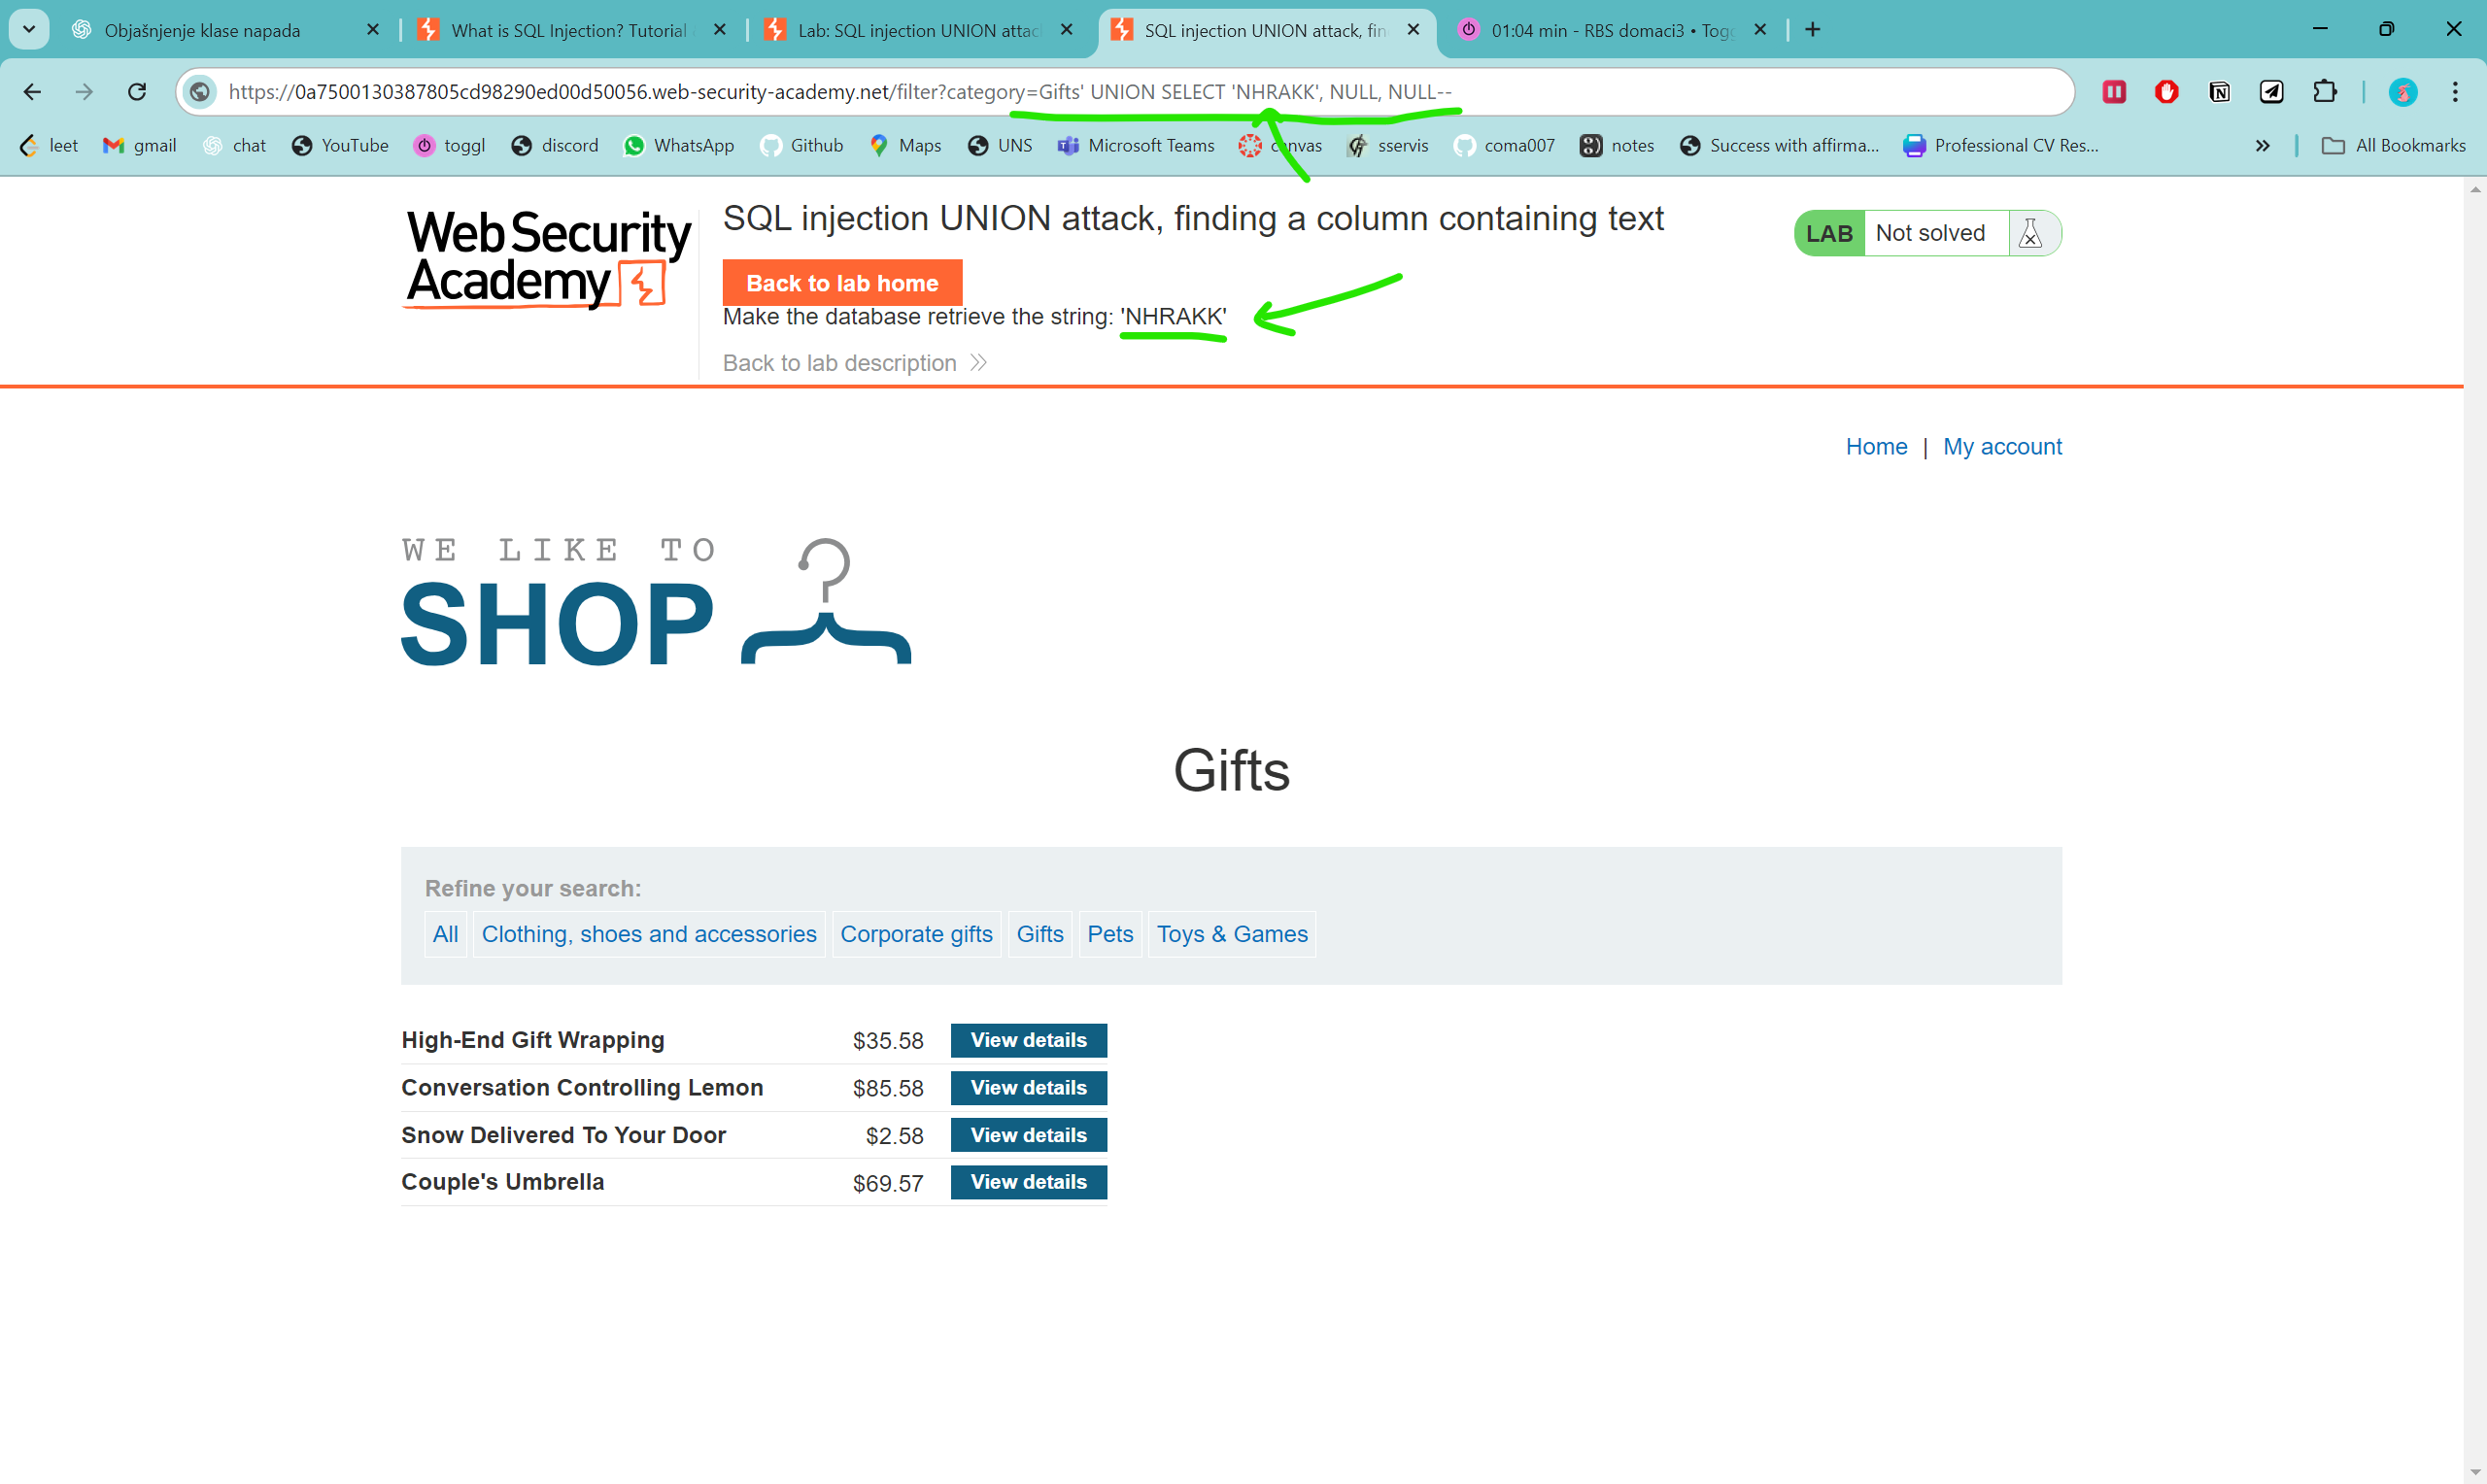 Objašnjenje klase napada
What is SQL Injection? Tutorial
Lab: SQL injection UNION attac
SQL injection UNION attack, fin
01:04 min - RBS domaci3 • Togg
https://0a7500130387805cd98290ed00d50056.web-security-academy.net/filter?category=Gifts' UNION SELECT 'NHRAKK', NULL, NULL--
leet gmail chat YouTube toggl discord WhatsApp Github Maps UNS Microsoft Teams canvas sservis coma007 notes Success with affirma... Professional CV Res... All Bookmarks
Web Security
Academy
SQL injection UNION attack, finding a column containing text
LAB Not solved
Back to lab home
Make the database retrieve the string: 'NHRAKK'
Back to lab description
Home | My account
WE LIKE TO
SHOP
Gifts
Refine your search:
All Clothing, shoes and accessories Corporate gifts Gifts Pets Toys & Games
High-End Gift Wrapping $35.58 View details
Conversation Controlling Lemon $85.58 View details
Snow Delivered To Your Door $2.58 View details
Couple's Umbrella $69.57 View details